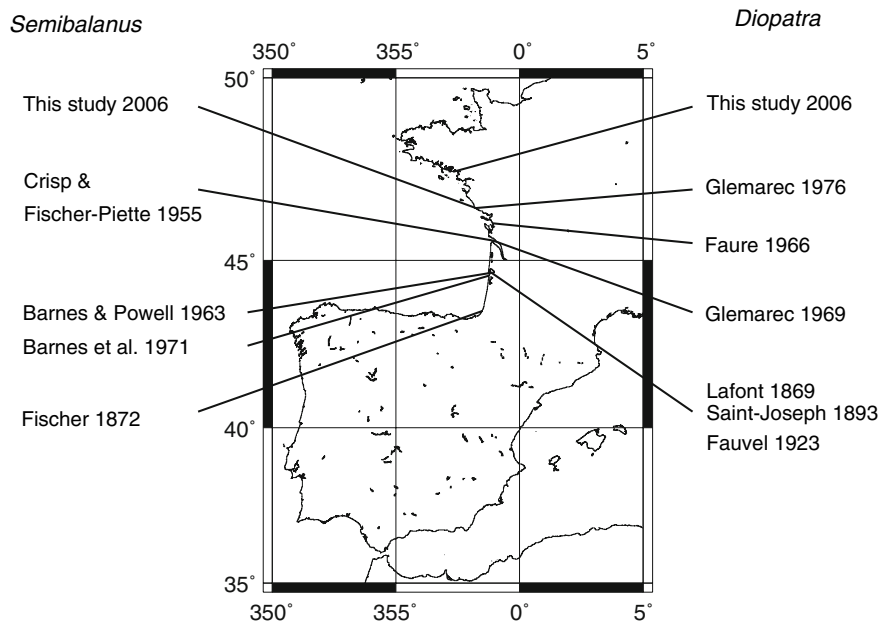 Semibalanus
Diopatra
350˚ 355˚ 0˚ 5˚
50˚
This study 2006
This study 2006
Crisp &
Fischer-Piette 1955
Glemarec 1976
Faure 1966
45˚
Barnes & Powell 1963
Glemarec 1969
Barnes et al. 1971
Fischer 1872
Lafont 1869
Saint-Joseph 1893
Fauvel 1923
40˚
35˚
350˚ 355˚ 0˚ 5˚